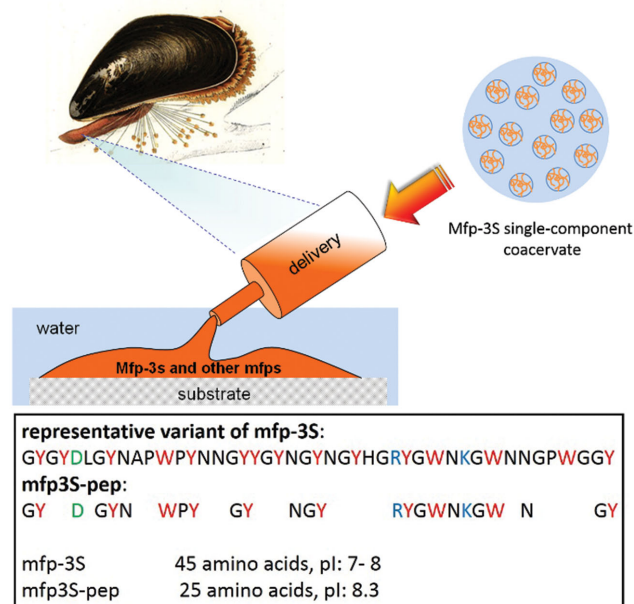 Mfp-3S single-component
coacervate
delivery
water
Mfp-3s and other mfps
substrate
representative variant of mfp-3S:
GYGYDLGYNAPWPYNNGYYGYNGYNGYHGRYGWNKGWNNGPWGGY
mfp3S-pep:
GY D GYN WPY GY NGY RYGWNKGW N GY
mfp-3S 45 amino acids, pI: 7- 8
mfp3S-pep 25 amino acids, pI: 8.3